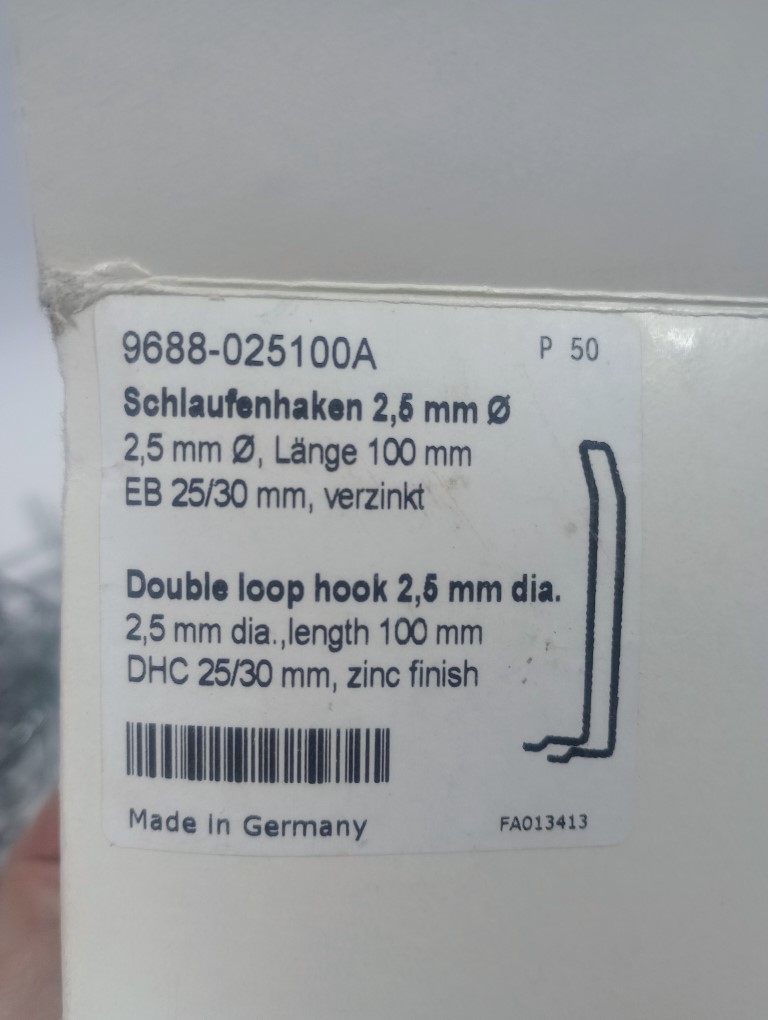 9688-025100A P 50
Schlaufenhaken 2,5 mm Ø
2,5 mm Ø, Länge 100 mm
EB 25/30 mm, verzinkt
Double loop hook 2,5 mm dia.
2,5 mm dia.,length 100 mm
DHC 25/30 mm, zinc finish
Made in Germany FA013413